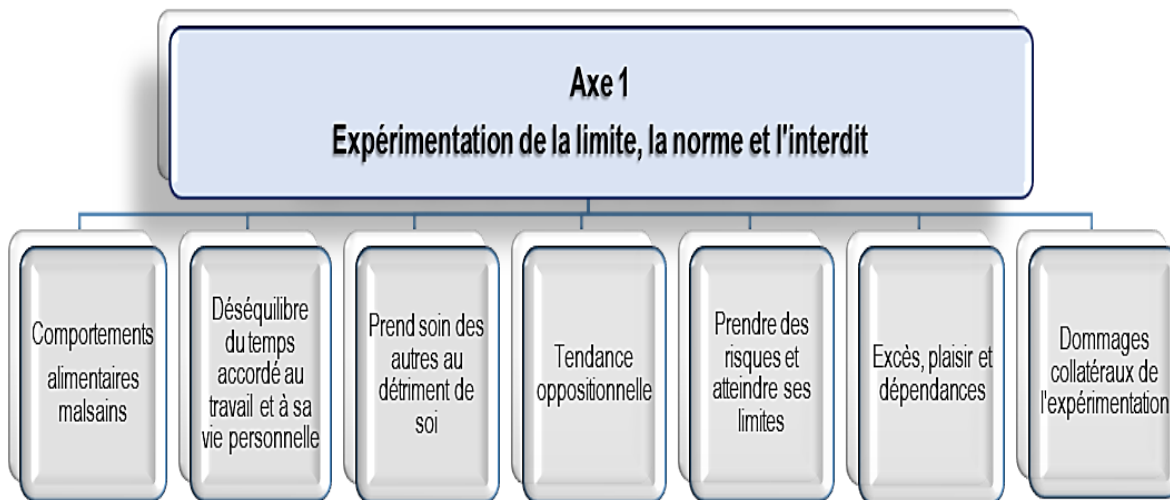 Axe 1
Expérimentation de la limite, la norme et l'interdit
Comportements
alimentaires
malsains
Déséquilibre
du temps
accordé au
travail et à sa
vie personnelle
Prend soin des
autres au
détriment de
soi
Tendance
oppositionnelle
Prendre des
risques et
atteindre ses
limites
Excès, plaisir et
dépendances
Dommages
collatéraux de
l'expérimentation